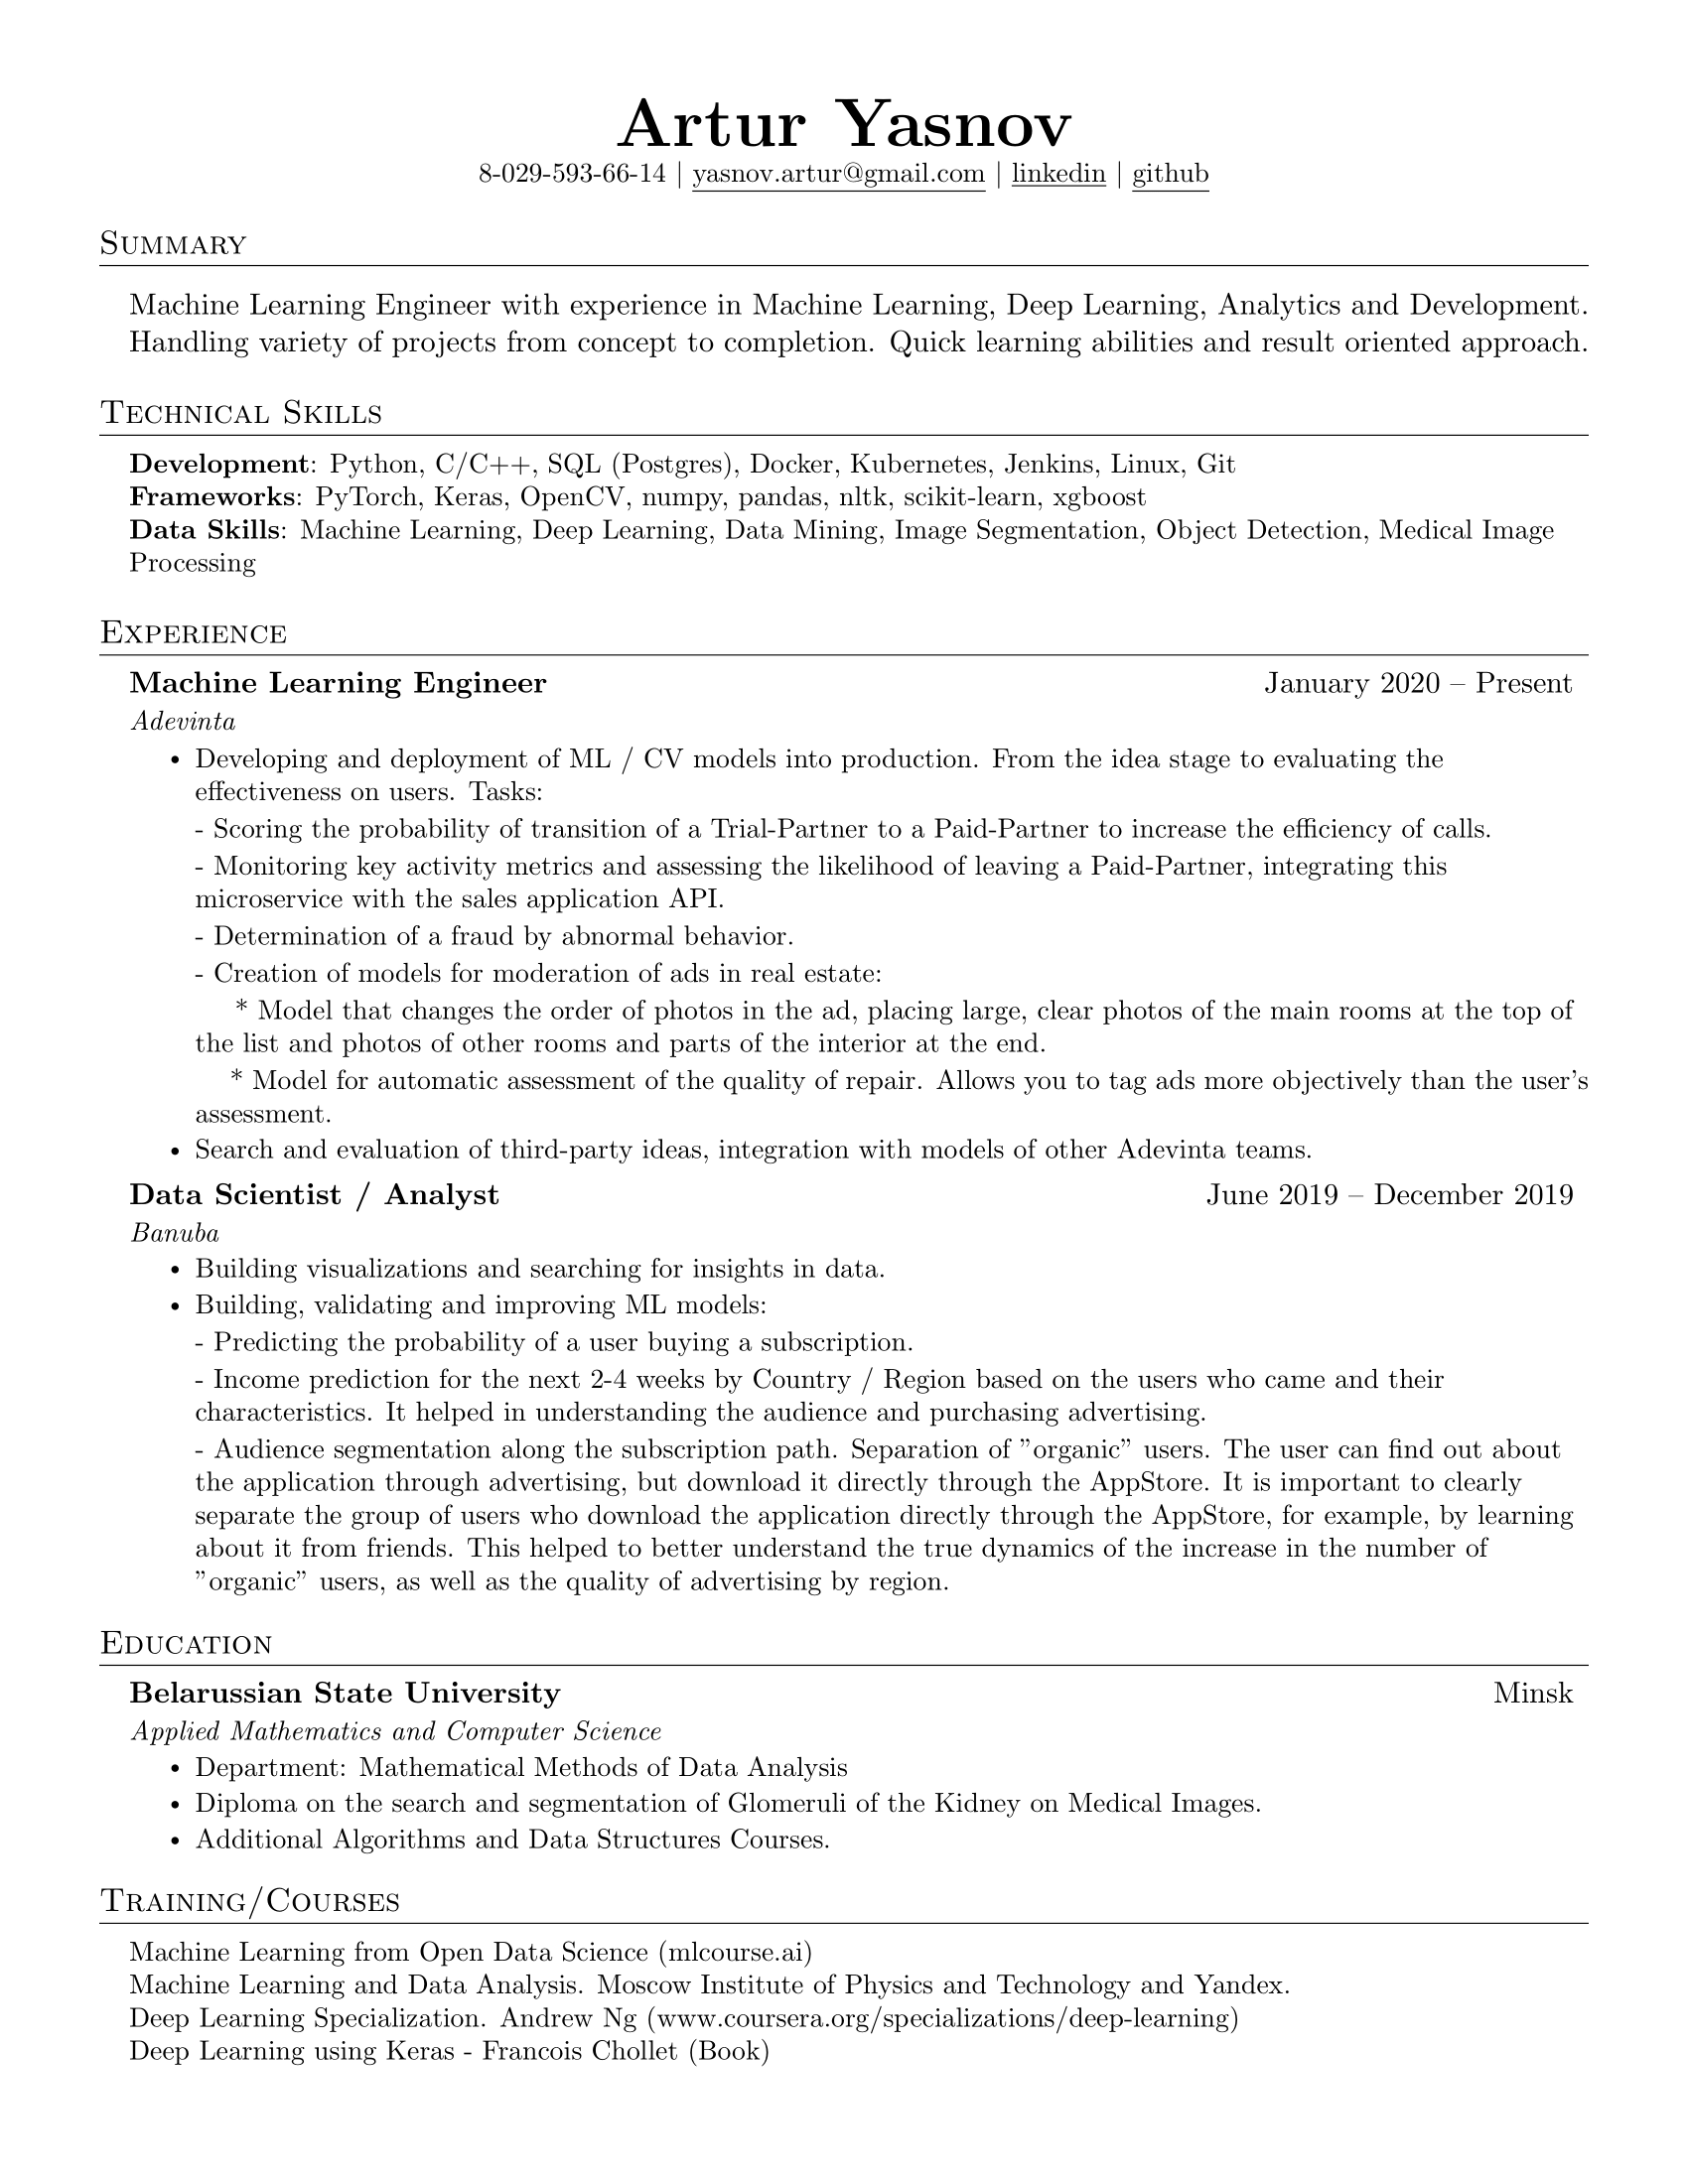 Artur Yasnov
8-029-593-66-14 | yasnov.artur@gmail.com | linkedin | github
Summary
Machine Learning Engineer with experience in Machine Learning, Deep Learning, Analytics and Development.
Handling variety of projects from concept to completion. Quick learning abilities and result oriented approach.
Technical Skills
Development: Python, C/C++, SQL (Postgres), Docker, Kubernetes, Jenkins, Linux, Git
Frameworks: PyTorch, Keras, OpenCV, numpy, pandas, nltk, scikit-learn, xgboost
Data Skills: Machine Learning, Deep Learning, Data Mining, Image Segmentation, Object Detection, Medical Image
Processing
Experience
Machine Learning Engineer January 2020 – Present
Adevinta
• Developing and deployment of ML / CV models into production. From the idea stage to evaluating the
effectiveness on users. Tasks:
- Scoring the probability of transition of a Trial-Partner to a Paid-Partner to increase the efficiency of calls.
- Monitoring key activity metrics and assessing the likelihood of leaving a Paid-Partner, integrating this
microservice with the sales application API.
- Determination of a fraud by abnormal behavior.
- Creation of models for moderation of ads in real estate:
* Model that changes the order of photos in the ad, placing large, clear photos of the main rooms at the top of
the list and photos of other rooms and parts of the interior at the end.
* Model for automatic assessment of the quality of repair. Allows you to tag ads more objectively than the user's
assessment.
• Search and evaluation of third-party ideas, integration with models of other Adevinta teams.
Data Scientist / Analyst June 2019 – December 2019
Banuba
• Building visualizations and searching for insights in data.
• Building, validating and improving ML models:
- Predicting the probability of a user buying a subscription.
- Income prediction for the next 2-4 weeks by Country / Region based on the users who came and their
characteristics. It helped in understanding the audience and purchasing advertising.
- Audience segmentation along the subscription path. Separation of ”organic” users. The user can find out about
the application through advertising, but download it directly through the AppStore. It is important to clearly
separate the group of users who download the application directly through the AppStore, for example, by learning
about it from friends. This helped to better understand the true dynamics of the increase in the number of
”organic” users, as well as the quality of advertising by region.
Education
Belarussian State University Minsk
Applied Mathematics and Computer Science
• Department: Mathematical Methods of Data Analysis
• Diploma on the search and segmentation of Glomeruli of the Kidney on Medical Images.
• Additional Algorithms and Data Structures Courses.
Training/Courses
Machine Learning from Open Data Science (mlcourse.ai)
Machine Learning and Data Analysis. Moscow Institute of Physics and Technology and Yandex.
Deep Learning Specialization. Andrew Ng (www.coursera.org/specializations/deep-learning)
Deep Learning using Keras - Francois Chollet (Book)